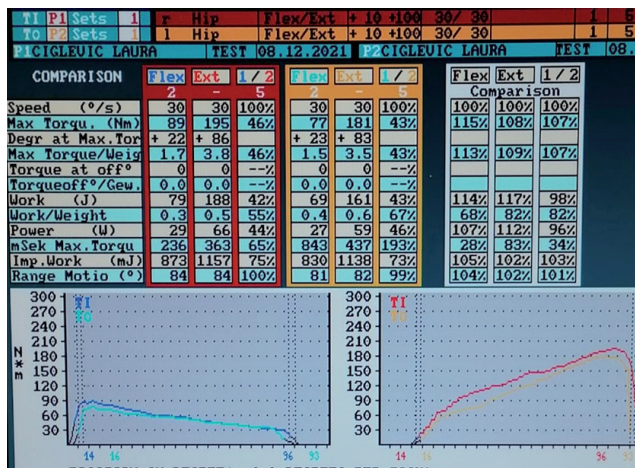 TI P1 Sets 1 r Hip Flex/Ext + 10 +100 30/ 30 1 5
TO P2 Sets 1 l Hip Flex/Ext + 10 +100 30/ 30 1 5
P1 CIGLEVIC LAURA TEST 08.12.2021 P2 CIGLEVIC LAURA TEST 08.
COMPARISON Flex Ext 1/2 Flex Ext 1/2 Flex Ext 1/2
2 - 5 2 - 5 Comparison
Speed (°/s) 30 30 100% 30 30 100% 100% 100% 100%
Max Torqu. (Nm) 89 195 46% 77 181 43% 115% 108% 107%
Degr at Max.Tor + 22 + 86 + 23 + 83
Max Torque/Weig 1.7 3.8 46% 1.5 3.5 43% 113% 109% 107%
Torque at off° 0 0 --% 0 0 --%
Torqueoff°/Gew. 0.0 0.0 --% 0.0 0.0 --%
Work (J) 79 188 42% 69 161 43% 114% 117% 98%
Work/Weight 0.3 0.5 55% 0.4 0.6 67% 68% 82% 82%
Power (W) 29 66 44% 27 59 46% 107% 112% 96%
mSek Max.Torqu 236 363 65% 843 437 193% 28% 83% 34%
Imp.Work (mJ) 873 1157 75% 830 1138 73% 105% 102% 103%
Range Motio (°) 84 84 100% 81 82 99% 104% 102% 101%
300 TI 300 TI
270 TO 270 TO
240 240
210 210
180 180
N*m 150 150
120 120
90 90
60 60
30 30
14 16 96 93 14 16 96